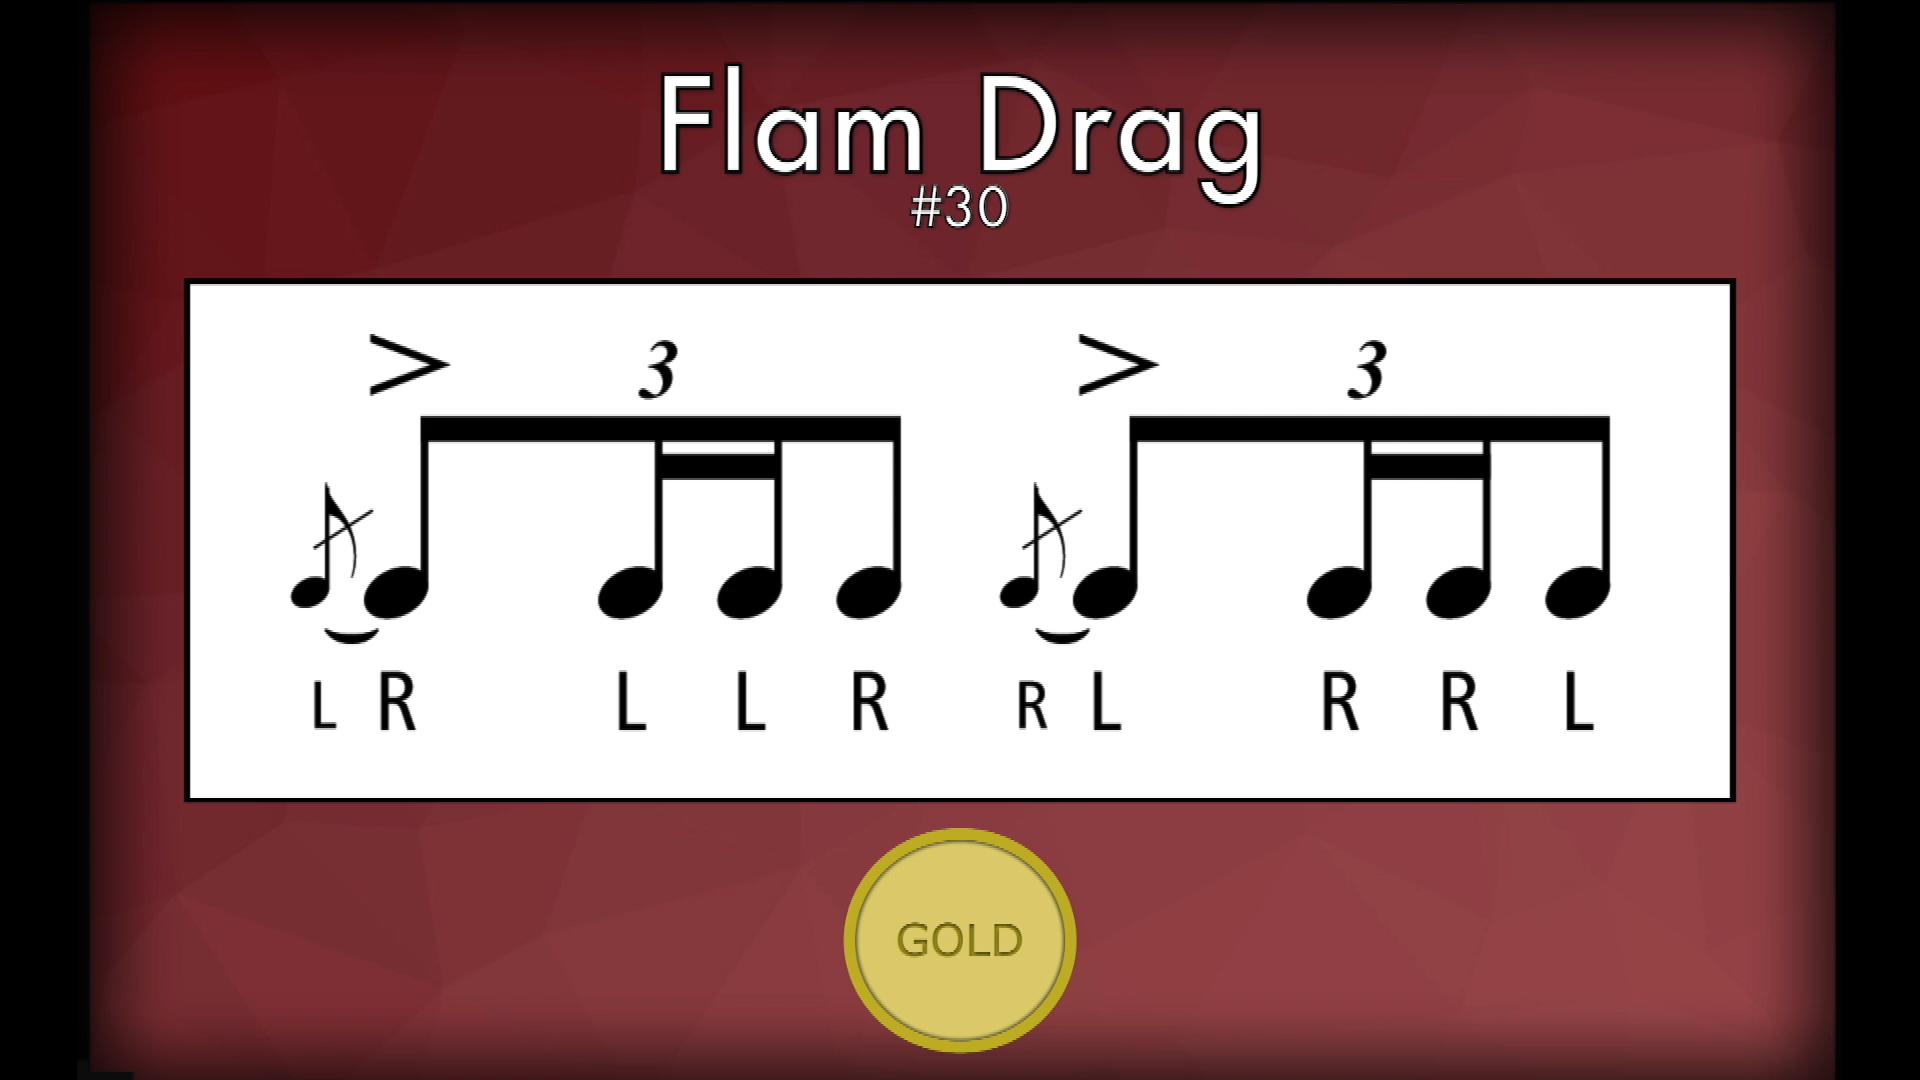 Flam Drag
#30
> 3 > 3
L R L L R R L R R L
GOLD